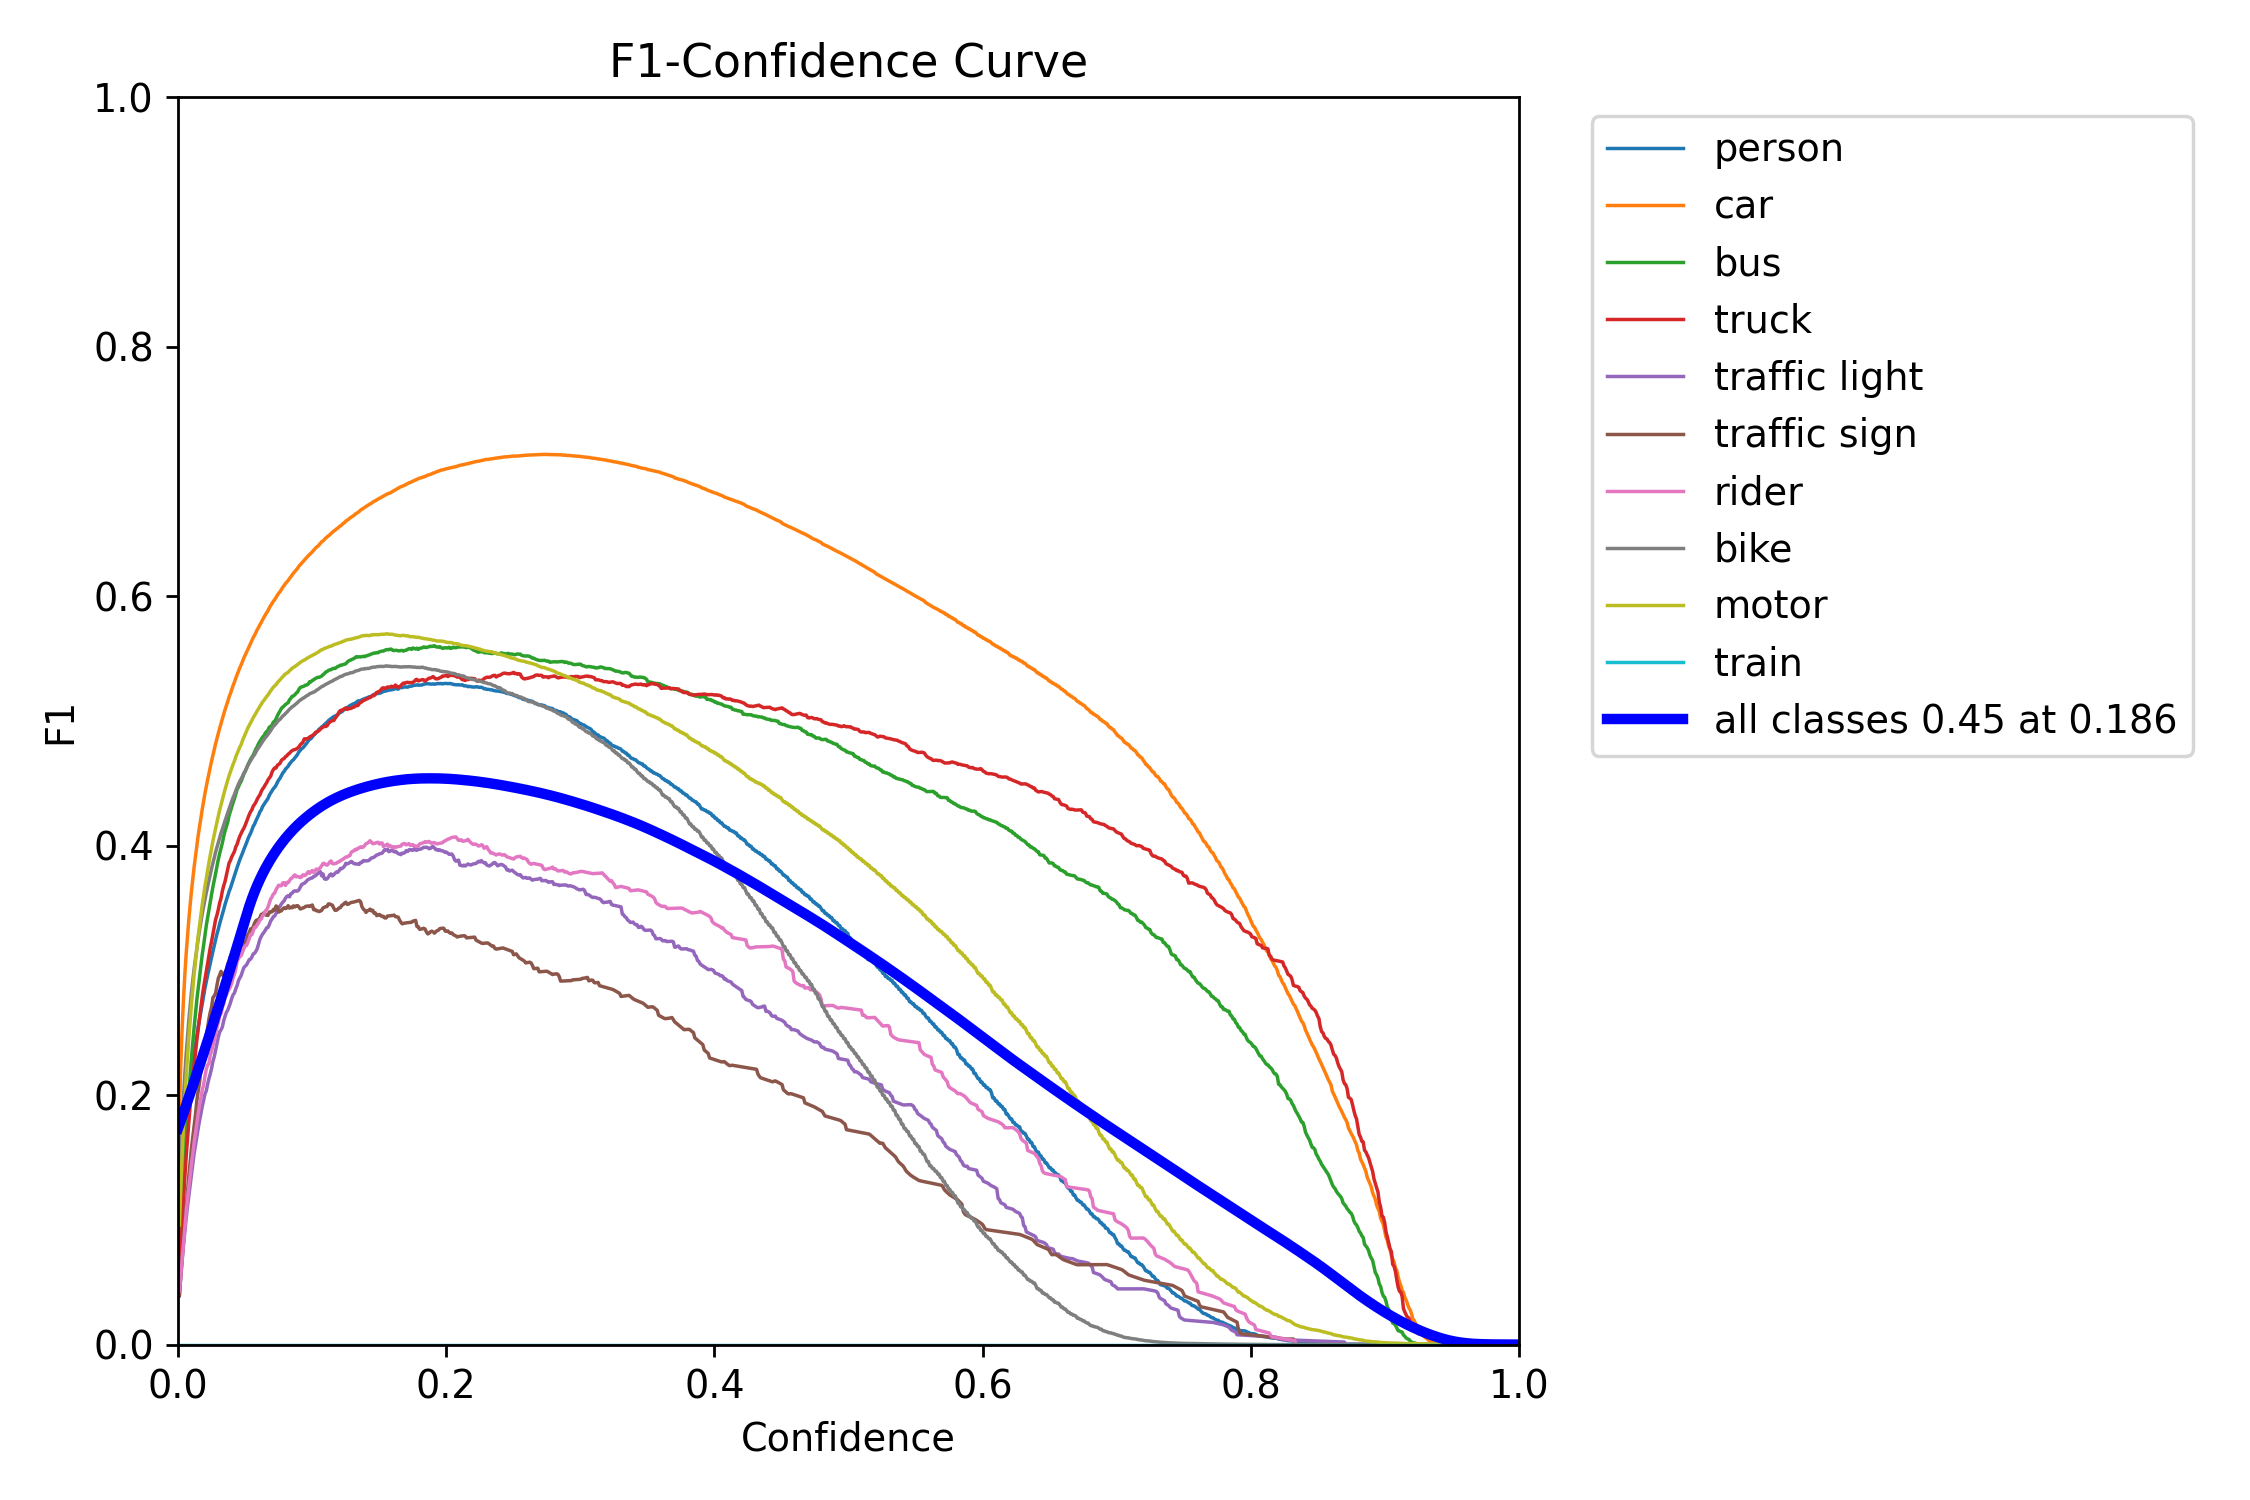 F1-Confidence Curve
1.0
0.8
0.6
0.4
0.2
0.0
F1
0.0 0.2 0.4 0.6 0.8 1.0
Confidence
person
car
bus
truck
traffic light
traffic sign
rider
bike
motor
train
all classes 0.45 at 0.186